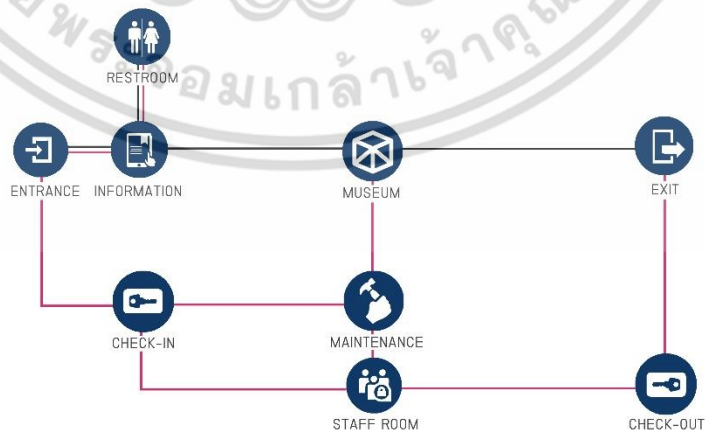 RESTROOM
ENTRANCE
INFORMATION
MUSEUM
EXIT
CHECK-IN
MAINTENANCE
STAFF ROOM
CHECK-OUT